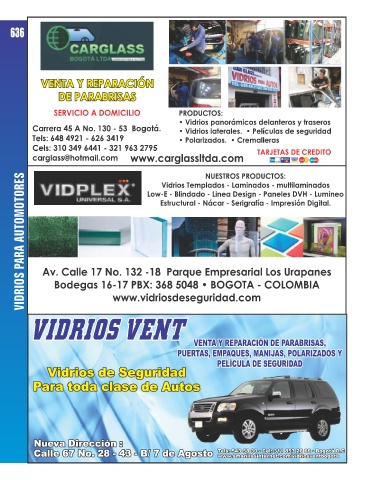 636
VIDRIOS PARA AUTOMOTORES
CARGLASS
BOGOTÁ LTDA
VENTA Y REPARACIÓN
DE PARABRISAS
SERVICIO A DOMICILIO
Carrera 45 A No. 130 - 53 Bogotá.
Tels: 648 4921 - 626 3419
Cels: 310 349 6441 - 321 963 2795
carglass@hotmail.com
www.carglassltda.com
PRODUCTOS:
• Vidrios panorámicos delanteros y traseros
• Vidrios laterales. • Películas de seguridad
• Polarizados. • Cremalleras
TARJETAS DE CREDITO
VIDPLEX
UNIVERSAL S.A.
NUESTROS PRODUCTOS:
Vidrios Templados - Laminados - multilaminados
Low-E - Blindado - Linea Design - Paneles DVH - Lumineo
Estructural - Nácar - Serigrafía - Impresión Digital.
Av. Calle 17 No. 132 -18 Parque Empresarial Los Urapanes
Bodegas 16-17 PBX: 368 5048 • BOGOTA - COLOMBIA
www.vidriosdeseguridad.com
VIDRIOS VENT
VENTA Y REPARACION DE PARABRISAS,
PUERTAS, EMPAQUES, MANIJAS, POLARIZADOS Y
PELICULA DE SEGURIDAD
Vidrios de Seguridad
Para toda clase de Autos
Nueva Dirección :
Calle 67 No. 28 - 43 - B/ 7 de Agosto